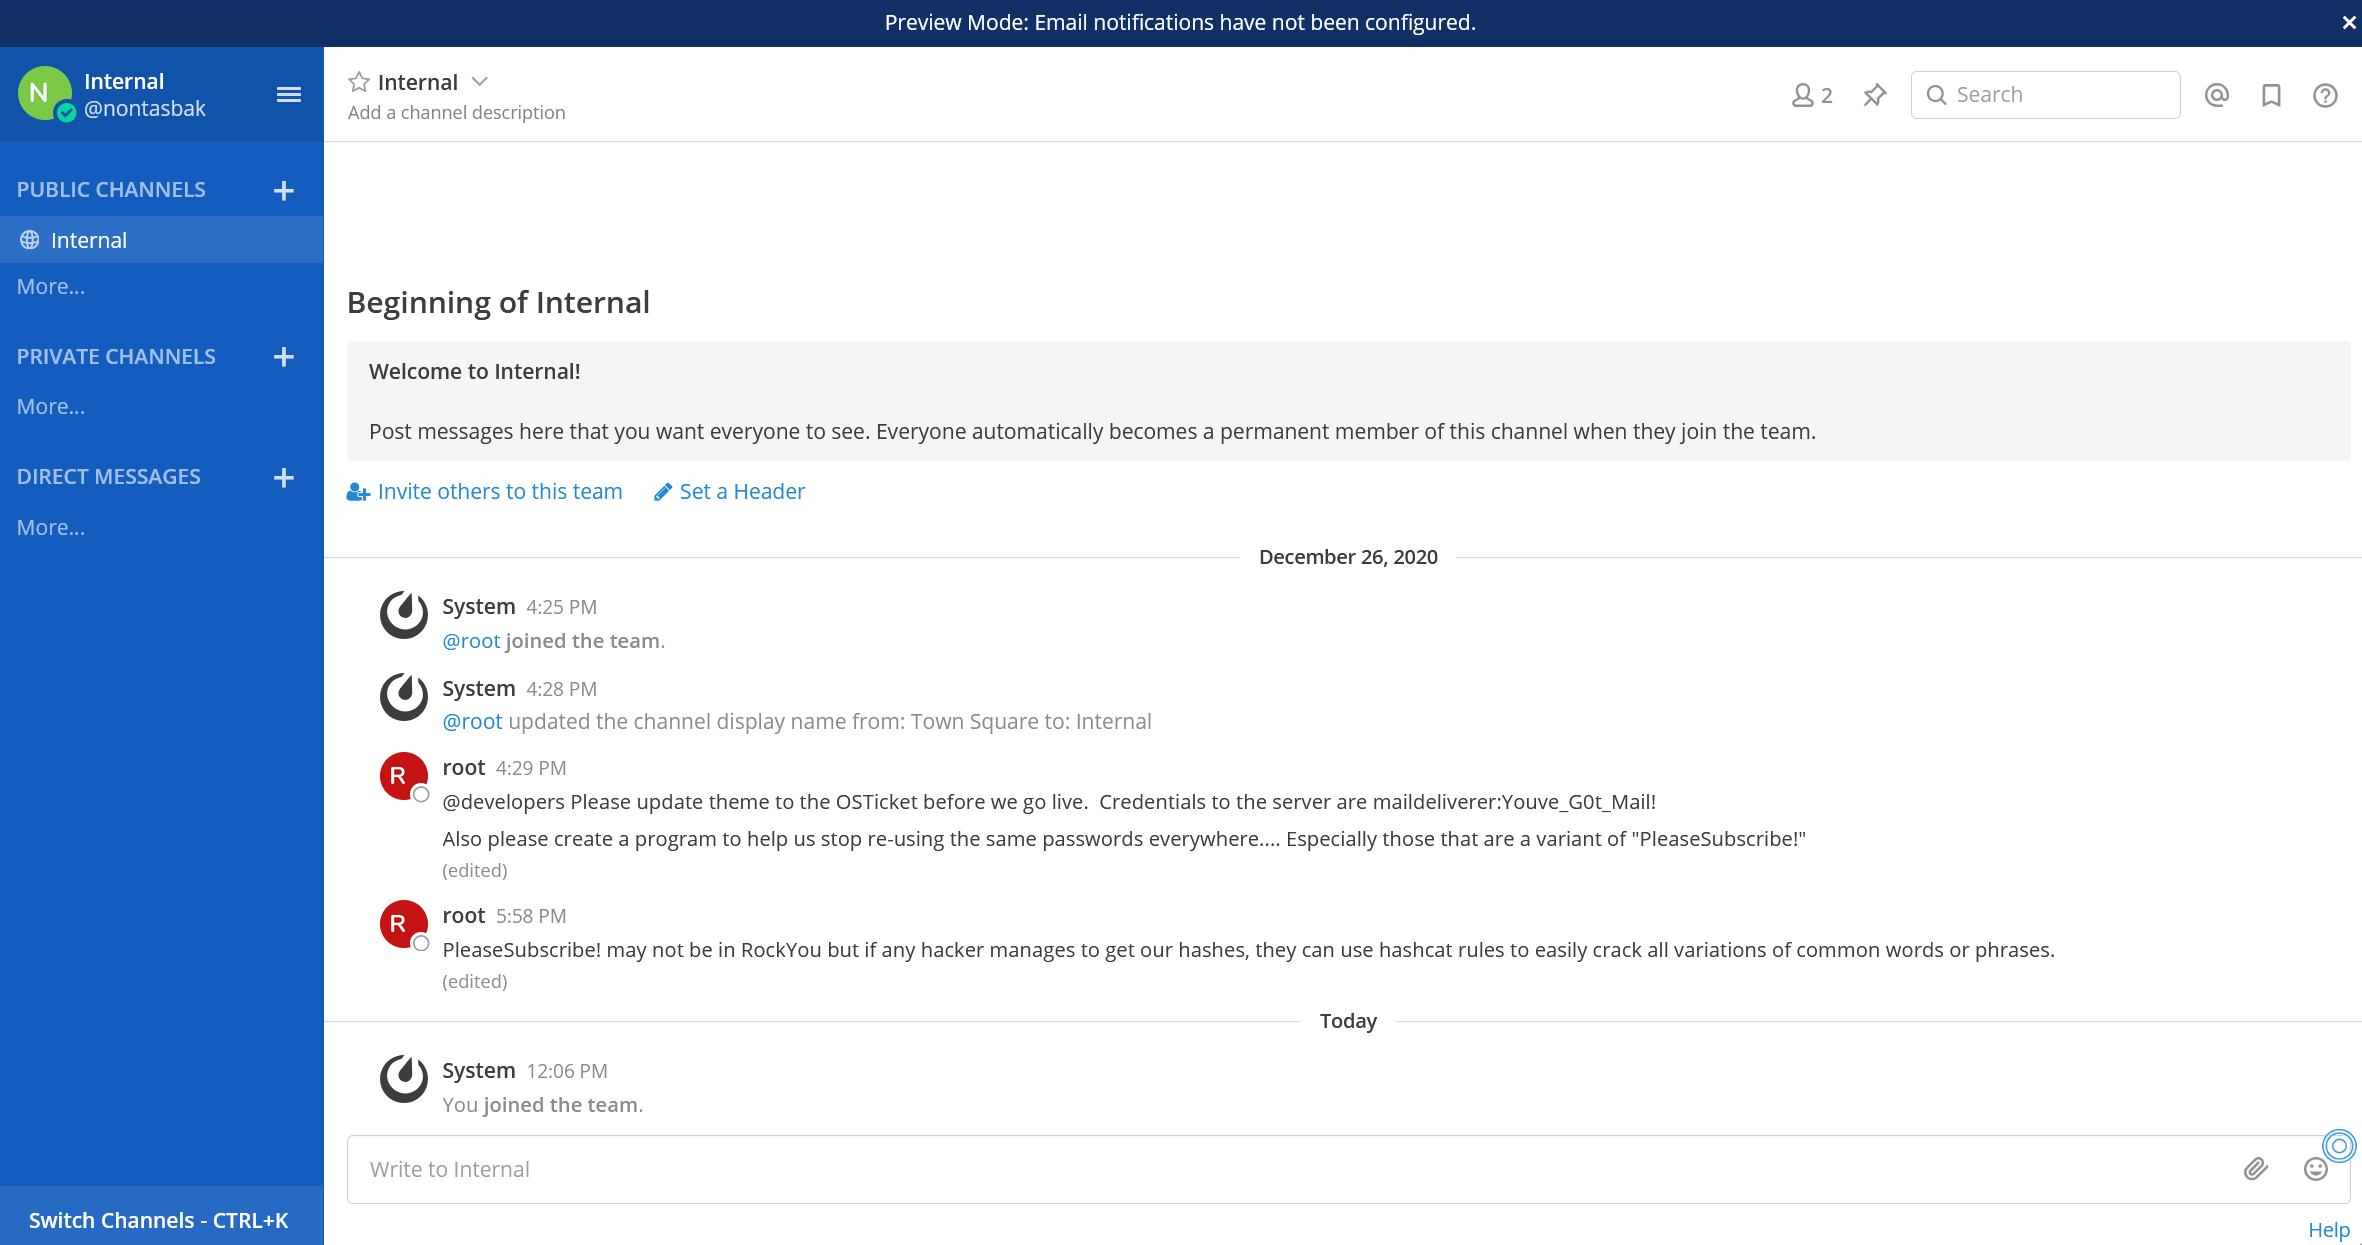 Preview Mode: Email notifications have not been configured.
N
Internal
@nontasbak
PUBLIC CHANNELS
Internal
More...
PRIVATE CHANNELS
More...
DIRECT MESSAGES
More...
Switch Channels - CTRL+K
Internal
Add a channel description
2
Search
Beginning of Internal
Welcome to Internal!
Post messages here that you want everyone to see. Everyone automatically becomes a permanent member of this channel when they join the team.
Invite others to this team
Set a Header
December 26, 2020
System 4:25 PM
@root joined the team.
System 4:28 PM
@root updated the channel display name from: Town Square to: Internal
R
root 4:29 PM
@developers Please update theme to the OSTicket before we go live.  Credentials to the server are maildeliverer:Youve_G0t_Mail!
Also please create a program to help us stop re-using the same passwords everywhere.... Especially those that are a variant of "PleaseSubscribe!"
(edited)
R
root 5:58 PM
PleaseSubscribe! may not be in RockYou but if any hacker manages to get our hashes, they can use hashcat rules to easily crack all variations of common words or phrases.
(edited)
Today
System 12:06 PM
You joined the team.
Write to Internal
Help